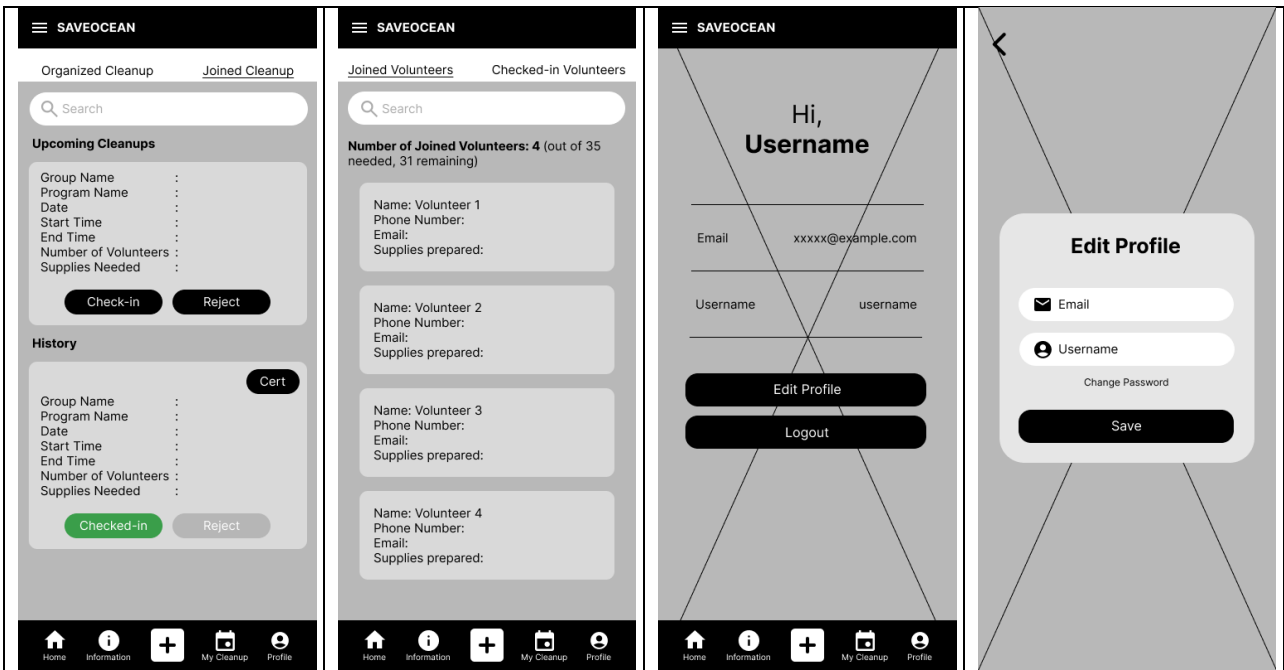 SAVEOCEAN
Organized Cleanup Joined Cleanup
Search
Upcoming Cleanups
Group Name :
Program Name :
Date :
Start Time :
End Time :
Number of Volunteers :
Supplies Needed :
Check-in Reject
History
Cert
Group Name :
Program Name :
Date :
Start Time :
End Time :
Number of Volunteers :
Supplies Needed :
Checked-in Reject
Home Information My Cleanup Profile
SAVEOCEAN
Joined Volunteers Checked-in Volunteers
Search
Number of Joined Volunteers: 4 (out of 35
needed, 31 remaining)
Name: Volunteer 1
Phone Number:
Email:
Supplies prepared:
Name: Volunteer 2
Phone Number:
Email:
Supplies prepared:
Name: Volunteer 3
Phone Number:
Email:
Supplies prepared:
Name: Volunteer 4
Phone Number:
Email:
Supplies prepared:
Home Information My Cleanup Profile
SAVEOCEAN
Hi,
Username
Email xxxxx@example.com
Username username
Edit Profile
Logout
Home Information My Cleanup Profile
Edit Profile
Email
Username
Change Password
Save